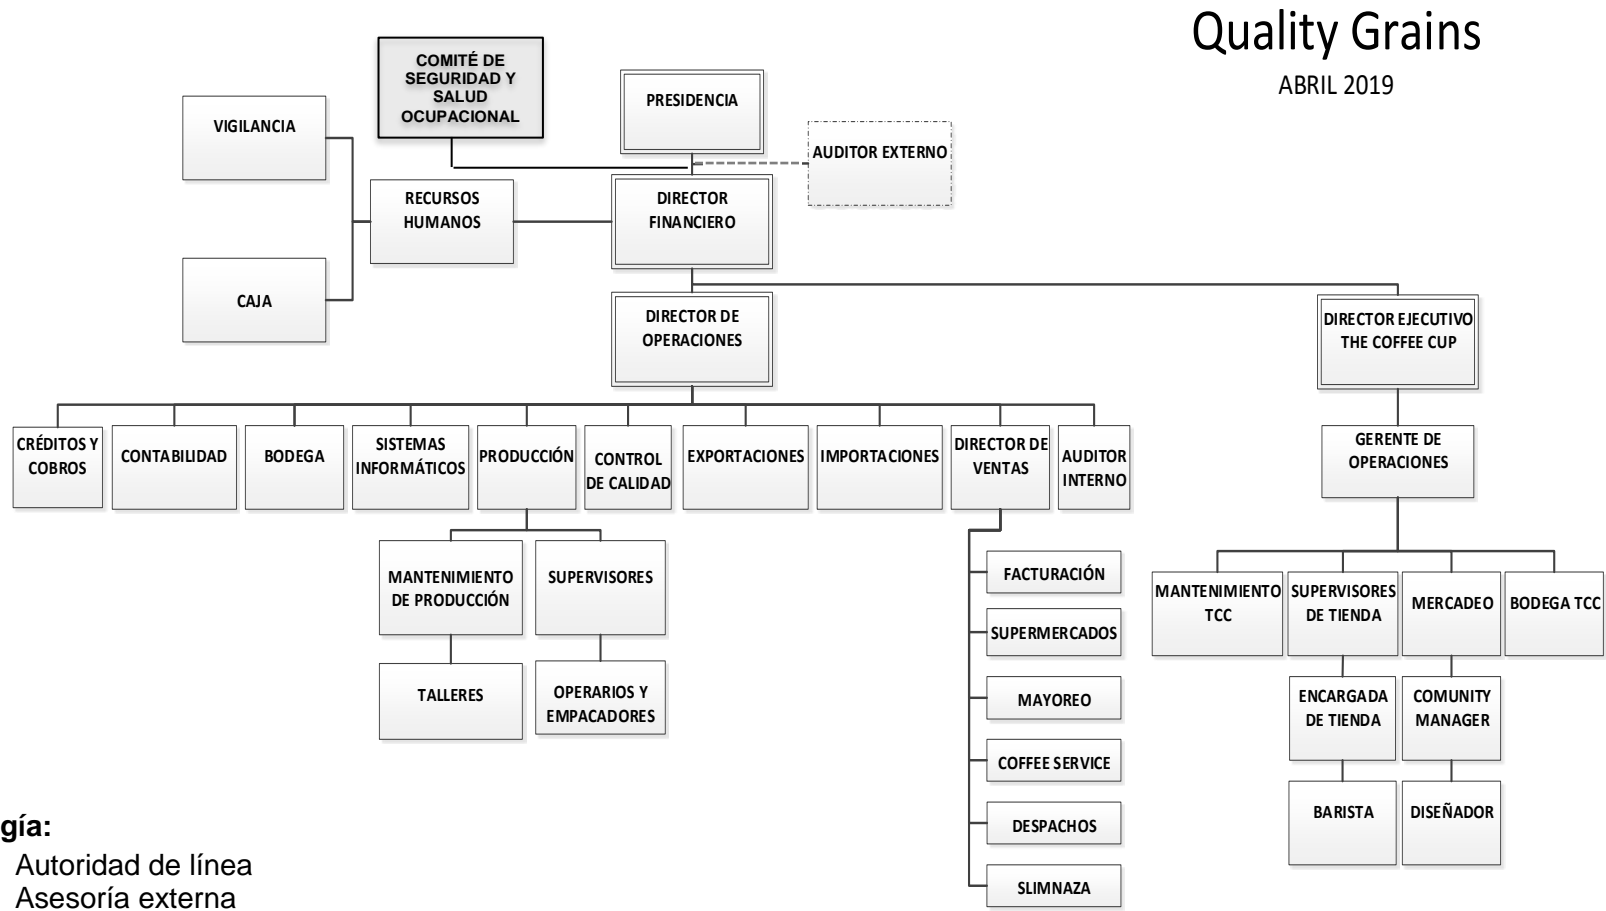 Quality Grains
ABRIL 2019
COMITÉ DE
SEGURIDAD Y
SALUD
OCUPACIONAL
PRESIDENCIA
VIGILANCIA
AUDITOR EXTERNO
RECURSOS
HUMANOS
DIRECTOR
FINANCIERO
CAJA
DIRECTOR DE
OPERACIONES
DIRECTOR EJECUTIVO
THE COFFEE CUP
CRÉDITOS Y
COBROS
CONTABILIDAD
BODEGA
SISTEMAS
INFORMÁTICOS
PRODUCCIÓN
CONTROL
DE CALIDAD
EXPORTACIONES
IMPORTACIONES
DIRECTOR DE
VENTAS
AUDITOR
INTERNO
GERENTE DE
OPERACIONES
MANTENIMIENTO
DE PRODUCCIÓN
SUPERVISORES
TALLERES
OPERARIOS Y
EMPACADORES
FACTURACIÓN
SUPERMERCADOS
MAYOREO
COFFEE SERVICE
DESPACHOS
SLIMNAZA
MANTENIMIENTO
TCC
SUPERVISORES
DE TIENDA
MERCADEO
BODEGA TCC
ENCARGADA
DE TIENDA
COMUNITY
MANAGER
BARISTA
DISEÑADOR
gía:
Autoridad de línea
Asesoría externa